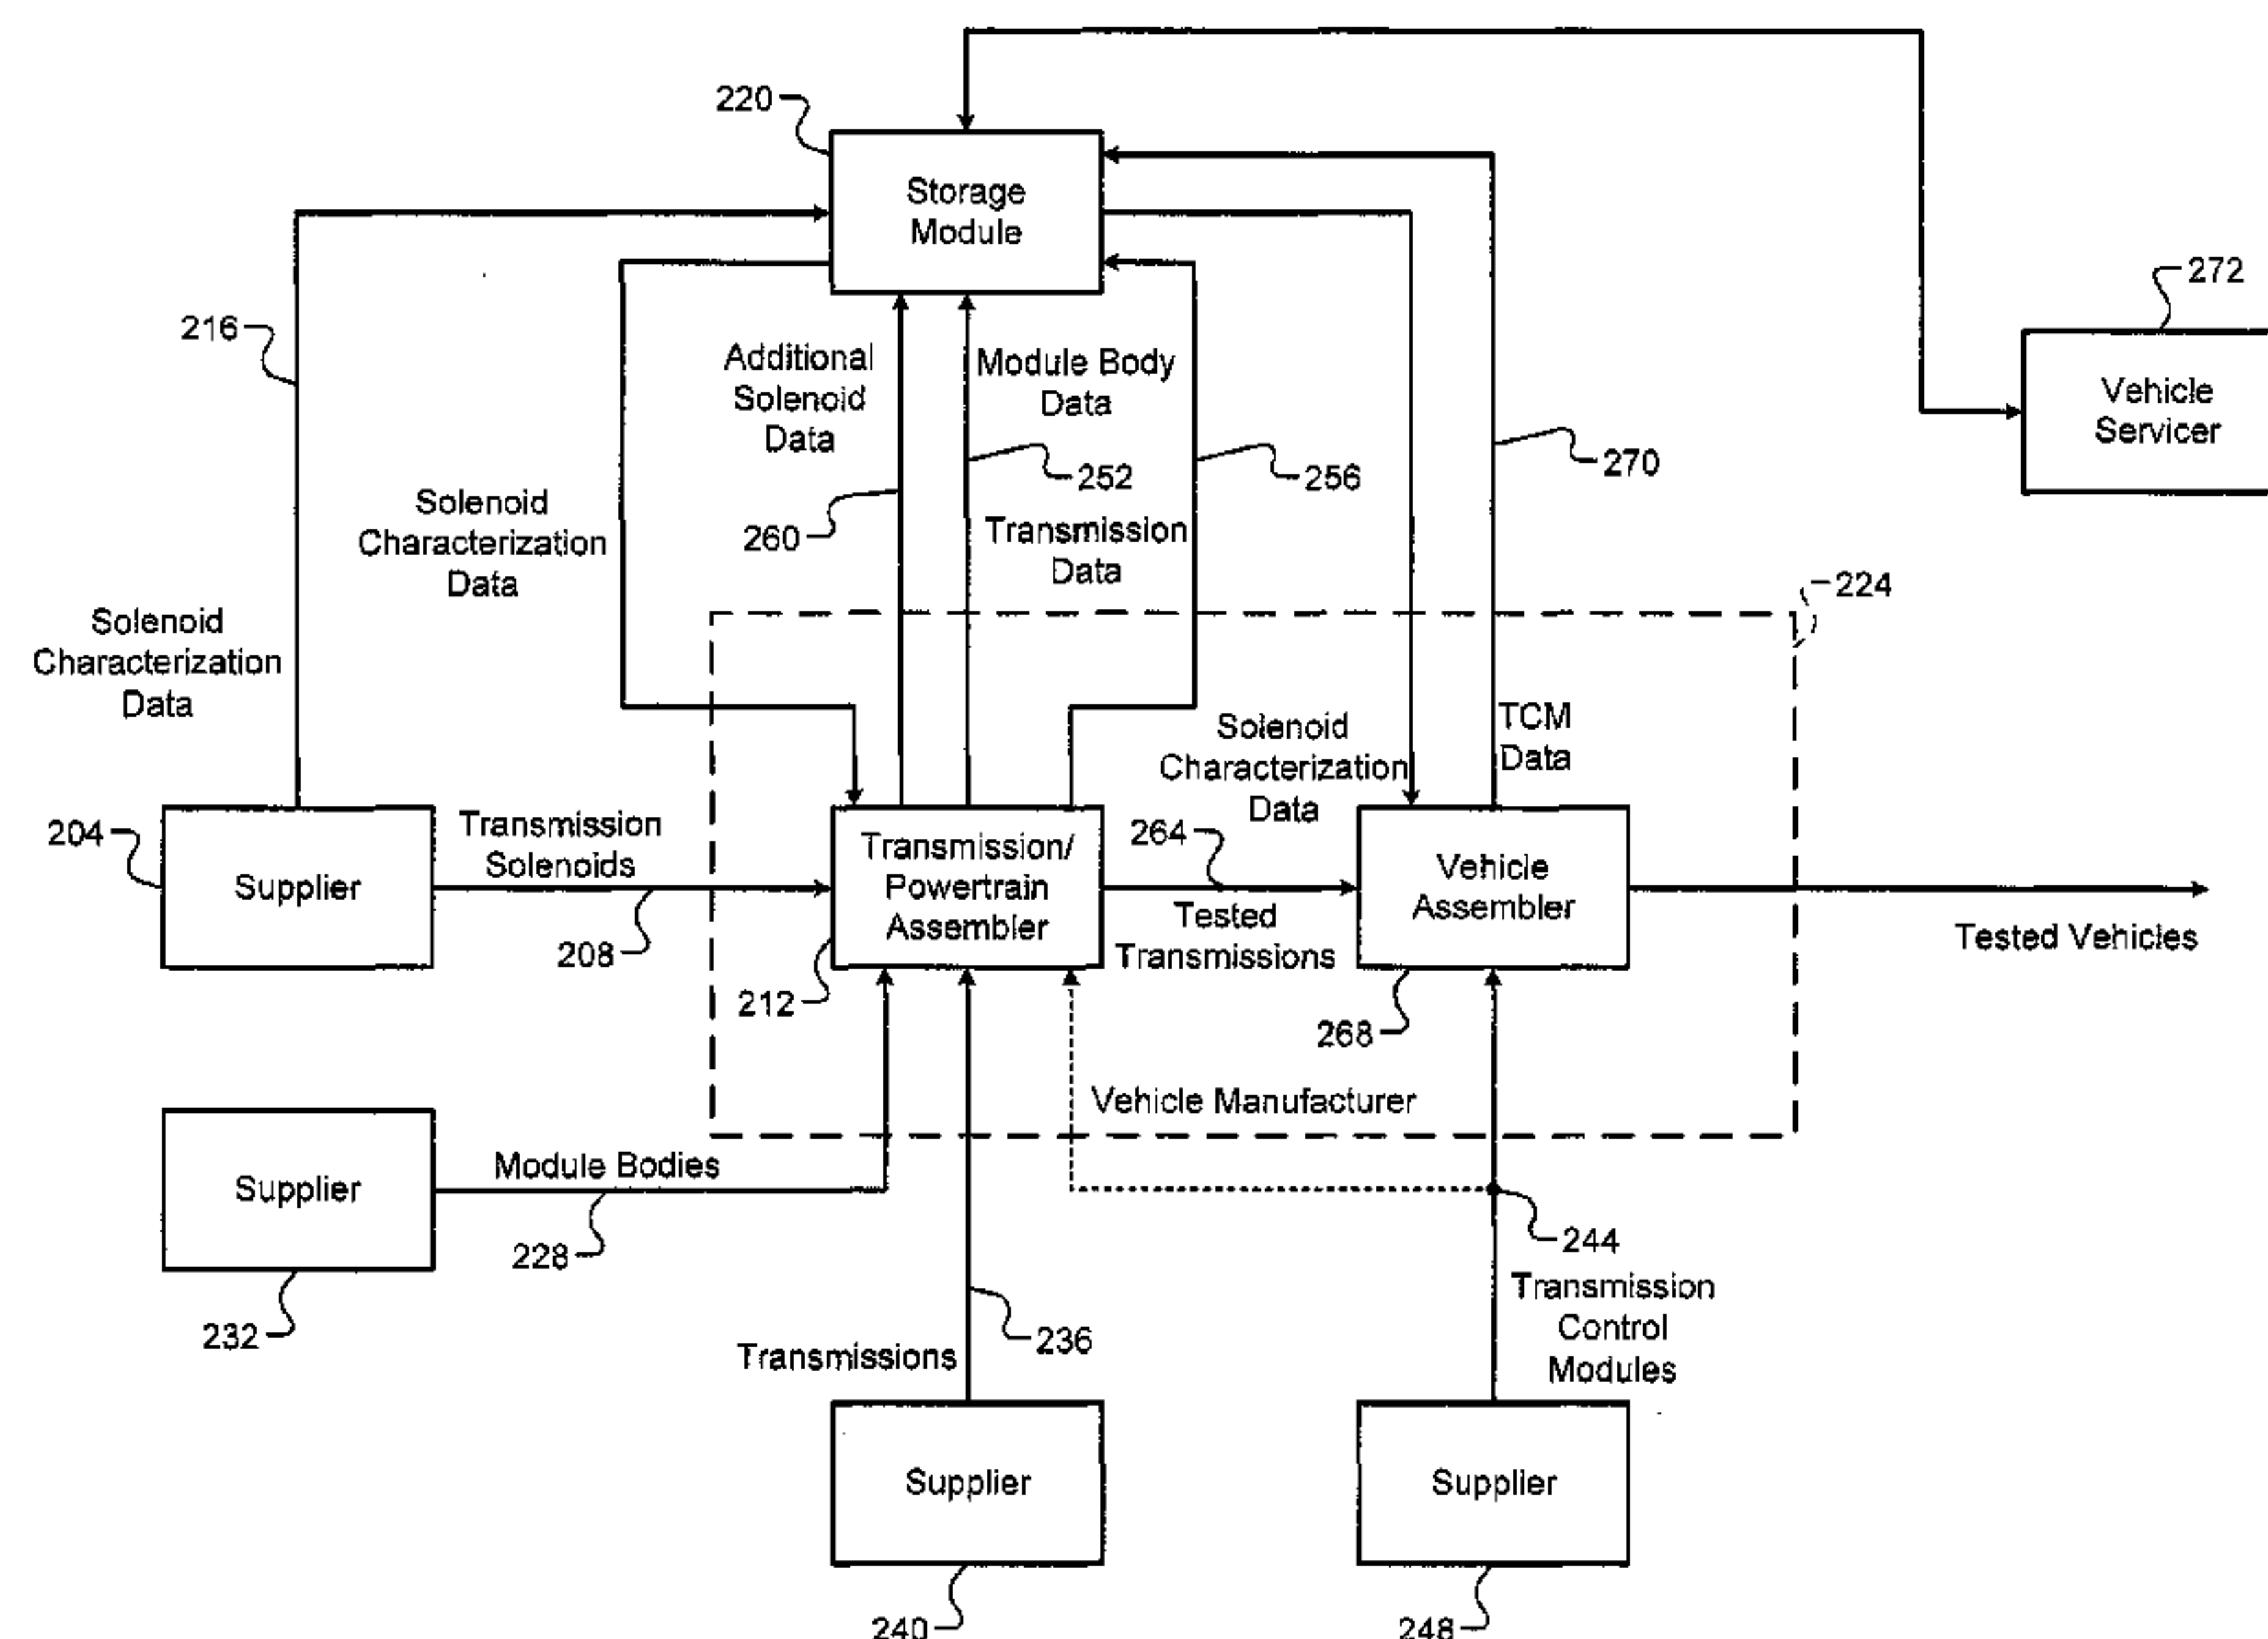 220
Storage
Module
272
Vehicle
Servicer
216
Additional
Solenoid
Data
Module Body
Data
252
256
270
260
Transmission
Data
Solenoid
Characterization
Data
224
Solenoid
Characterization
Data
Solenoid
Characterization
Data
TCM
Data
204
Supplier
Transmission
Solenoids
208
Transmission/
Powertrain
Assembler
212
264
Tested
Transmissions
Vehicle
Assembler
268
Tested Vehicles
Vehicle Manufacturer
Supplier
232
Module Bodies
228
244
Transmission
Control
Modules
236
Transmissions
Supplier
240
Supplier
248